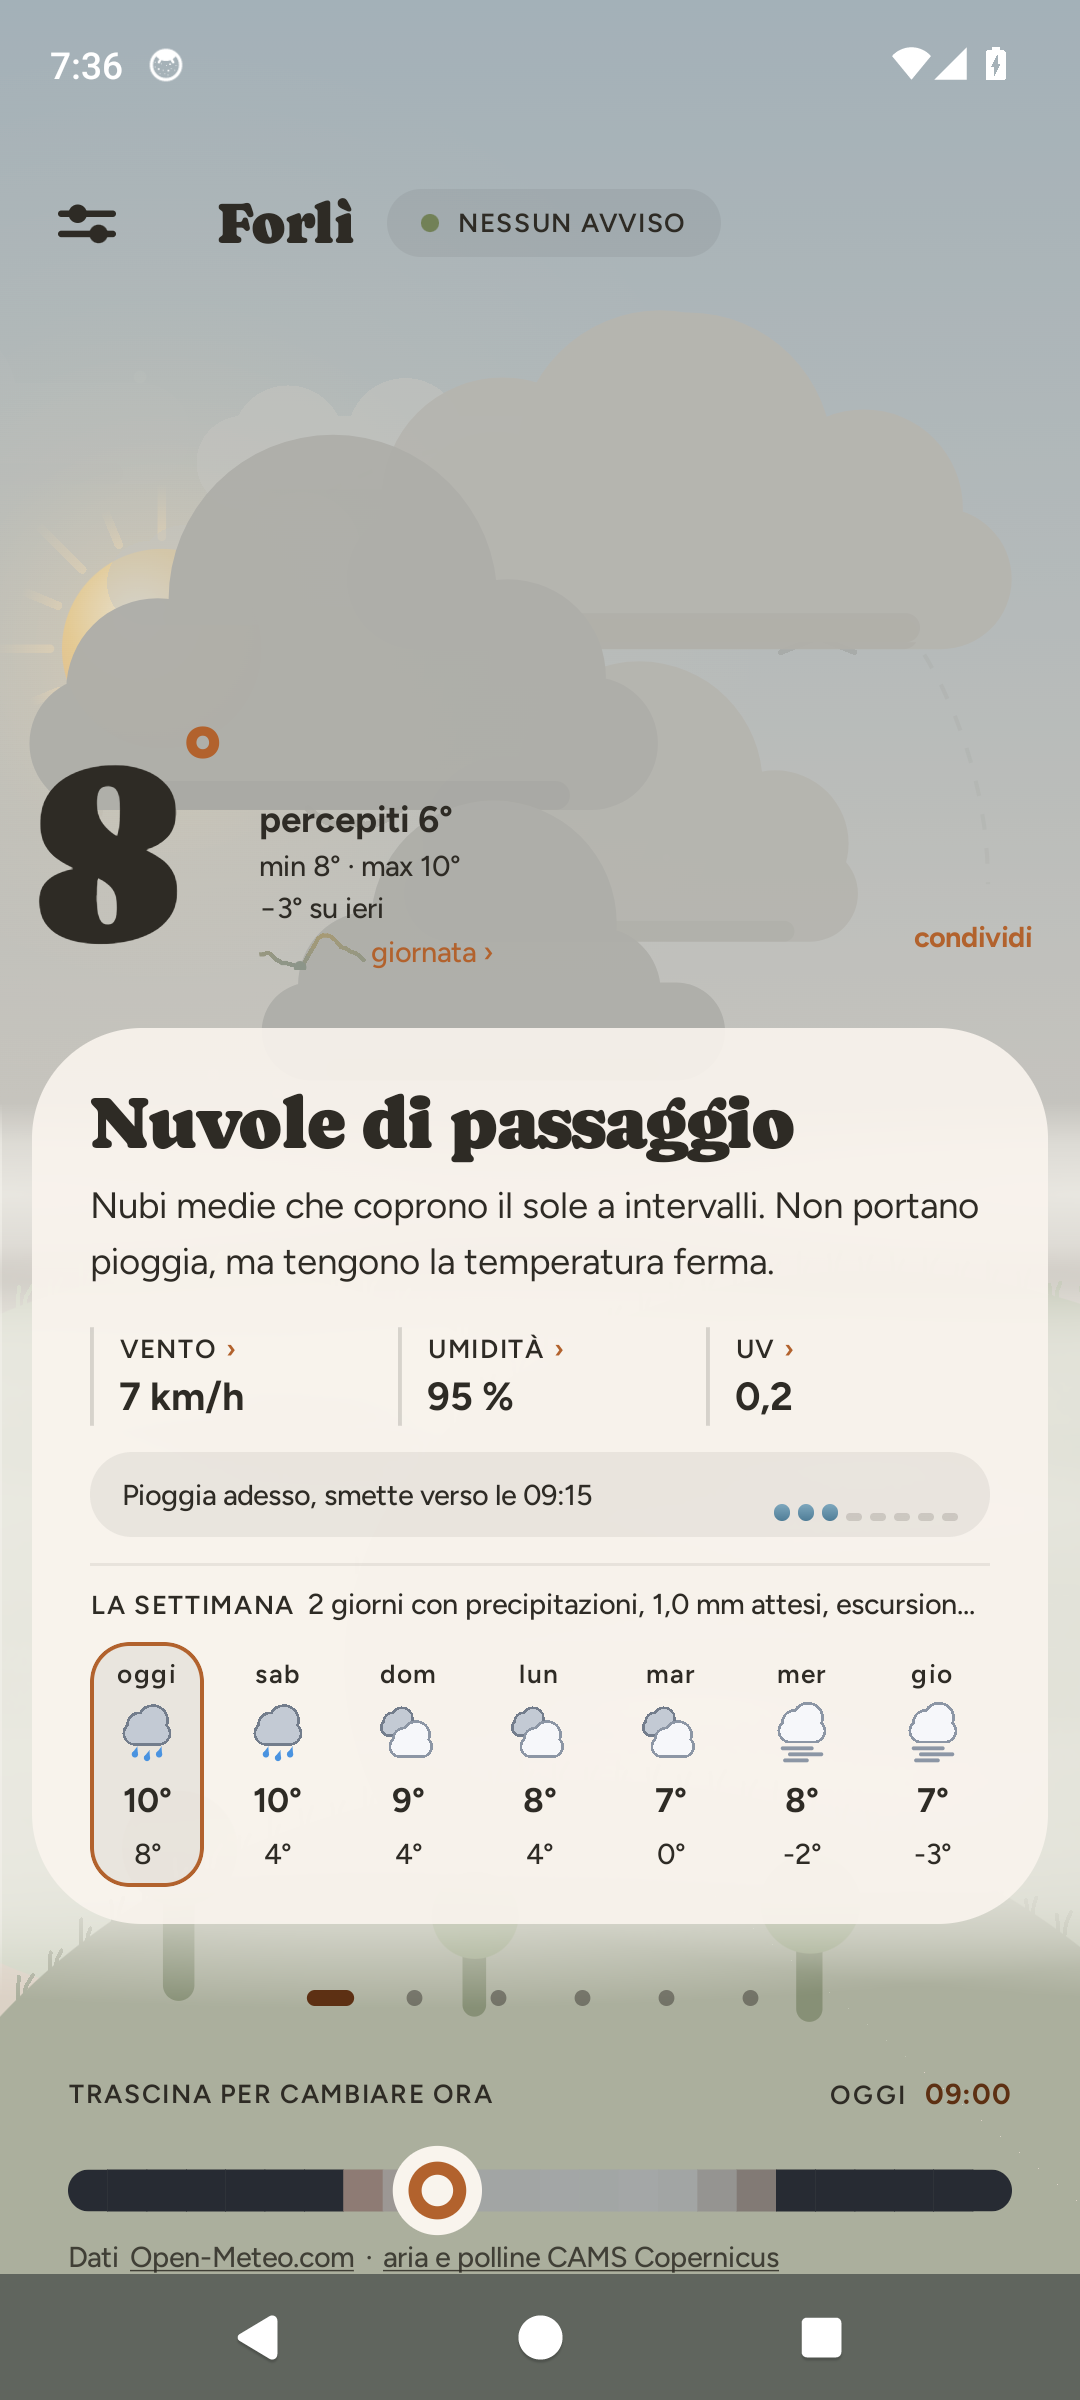 7:36
Forlì
NESSUN AVVISO
8°
percepiti 6°
min 8° · max 10°
−3° su ieri
giornata ›
condividi
Nuvole di passaggio
Nubi medie che coprono il sole a intervalli. Non portano
pioggia, ma tengono la temperatura ferma.
VENTO › UMIDITÀ › UV ›
7 km/h 95 % 0,2
Pioggia adesso, smette verso le 09:15
LA SETTIMANA 2 giorni con precipitazioni, 1,0 mm attesi, escursion...
oggi sab dom lun mar mer gio
10° 10° 9° 8° 7° 8° 7°
8° 4° 4° 4° 0° -2° -3°
TRASCINA PER CAMBIARE ORA OGGI 09:00
Dati Open-Meteo.com · aria e polline CAMS Copernicus